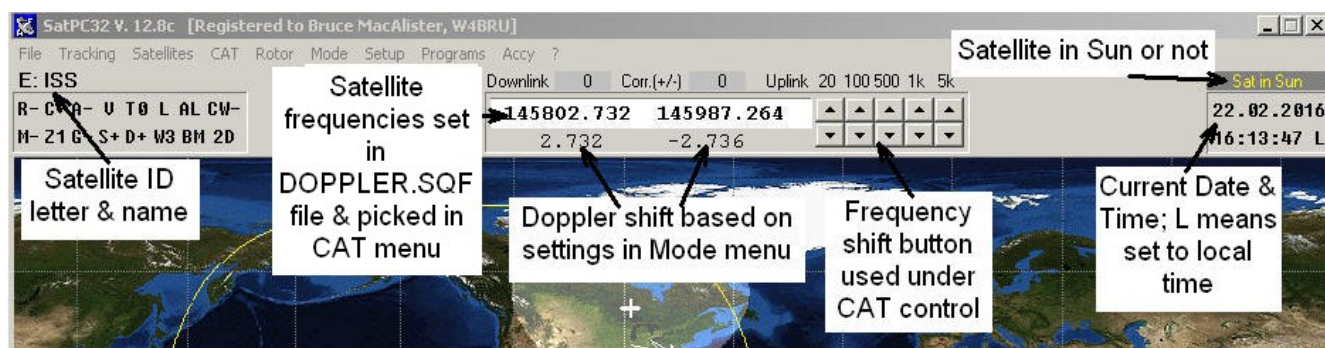 SatPC32 V. 12.8c [Registered to Bruce MacAlister, W4BRU]
File Tracking Satellites CAT Rotor Mode Setup Programs Accy ?
E: ISS
R- C A- V T0 L AL CW-
M- Z1 G S+ D+ W3 BM 2D
Satellite ID
letter & name
Satellite
frequencies set
in
DOPPLER.SQF
file & picked in
CAT menu
Downlink 0 Corr.(+/-) 0 Uplink 20 100 500 1k 5k
145802.732 145987.264
2.732 -2.736
Doppler shift based on
settings in Mode menu
Frequency
shift button
used under
CAT control
Satellite in Sun or not
Sat in Sun
22.02.2016
16:13:47 L
Current Date &
Time; L means
set to local
time